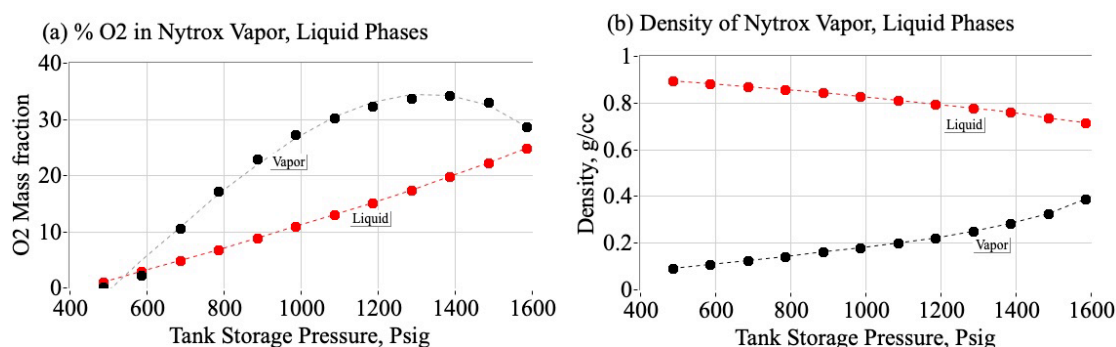 (a) % O2 in Nytrox Vapor, Liquid Phases
40
30
20
10
0
O2 Mass fraction
Vapor
Liquid
400 600 800 1000 1200 1400 1600
Tank Storage Pressure, Psig
(b) Density of Nytrox Vapor, Liquid Phases
1
0.8
0.6
0.4
0.2
0
Density, g/cc
Liquid
Vapor
400 600 800 1000 1200 1400 1600
Tank Storage Pressure, Psig